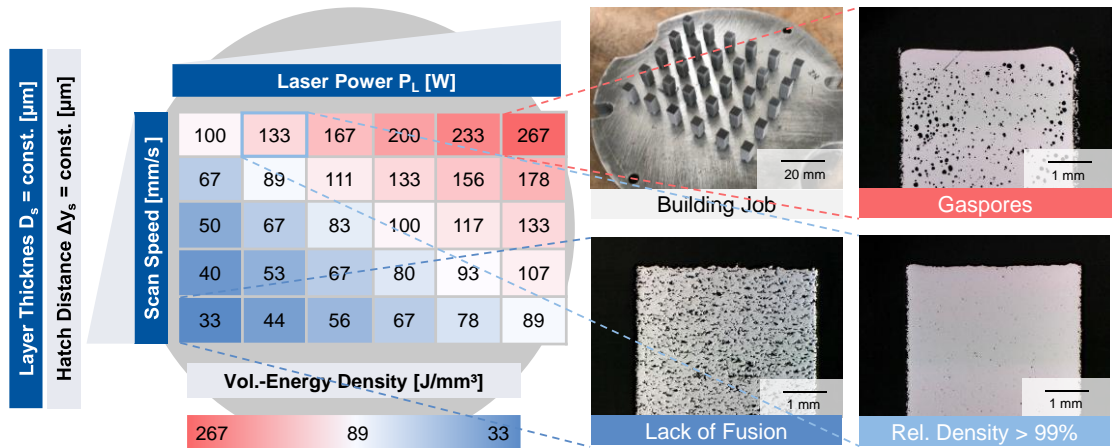 Layer Thicknes D_s = const. [µm]
Hatch Distance Δy_s = const. [µm]
Laser Power P_L [W]
Scan Speed [mm/s]
100 133 167 200 233 267
67 89 111 133 156 178
50 67 83 100 117 133
40 53 67 80 93 107
33 44 56 67 78 89
Vol.-Energy Density [J/mm³]
267 89 33
20 mm
Building Job
1 mm
Gaspores
1 mm
Lack of Fusion
1 mm
Rel. Density > 99%